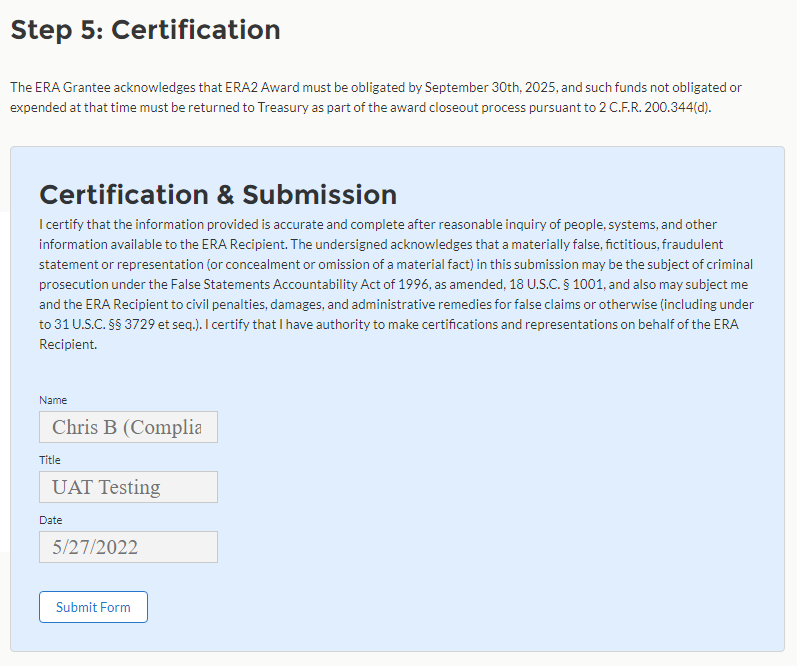 Step 5: Certification
The ERA Grantee acknowledges that ERA2 Award must be obligated by September 30th, 2025, and such funds not obligated or
expended at that time must be returned to Treasury as part of the award closeout process pursuant to 2 C.F.R. 200.344(d).
Certification & Submission
I certify that the information provided is accurate and complete after reasonable inquiry of people, systems, and other
information available to the ERA Recipient. The undersigned acknowledges that a materially false, fictitious, fraudulent
statement or representation (or concealment or omission of a material fact) in this submission may be the subject of criminal
prosecution under the False Statements Accountability Act of 1996, as amended, 18 U.S.C. § 1001, and also may subject me
and the ERA Recipient to civil penalties, damages, and administrative remedies for false claims or otherwise (including under
to 31 U.S.C. §§ 3729 et seq.). I certify that I have authority to make certifications and representations on behalf of the ERA
Recipient.
Name
Chris B (Complia
Title
UAT Testing
Date
5/27/2022
Submit Form